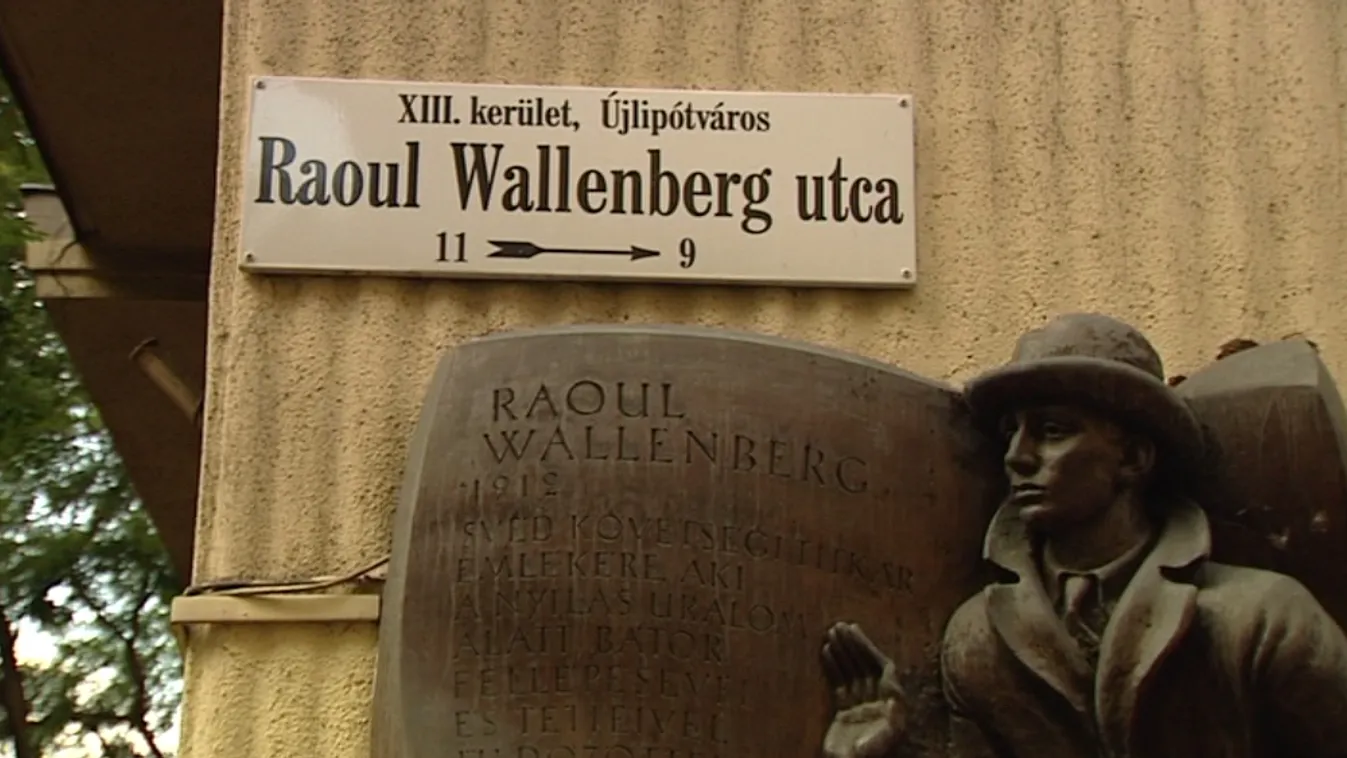 XIII. kerület, Újlipótváros
Raoul Wallenberg utca
11 9
RAOUL
WALLENBERG
1912
SVÉD KÖVETSÉGI TITKÁR
EMLÉKÉRE, AKI
A NYILAS URALOM
ALATT BÁTOR
FELLÉPÉSÉVEL
ÉS TETTEIVEL